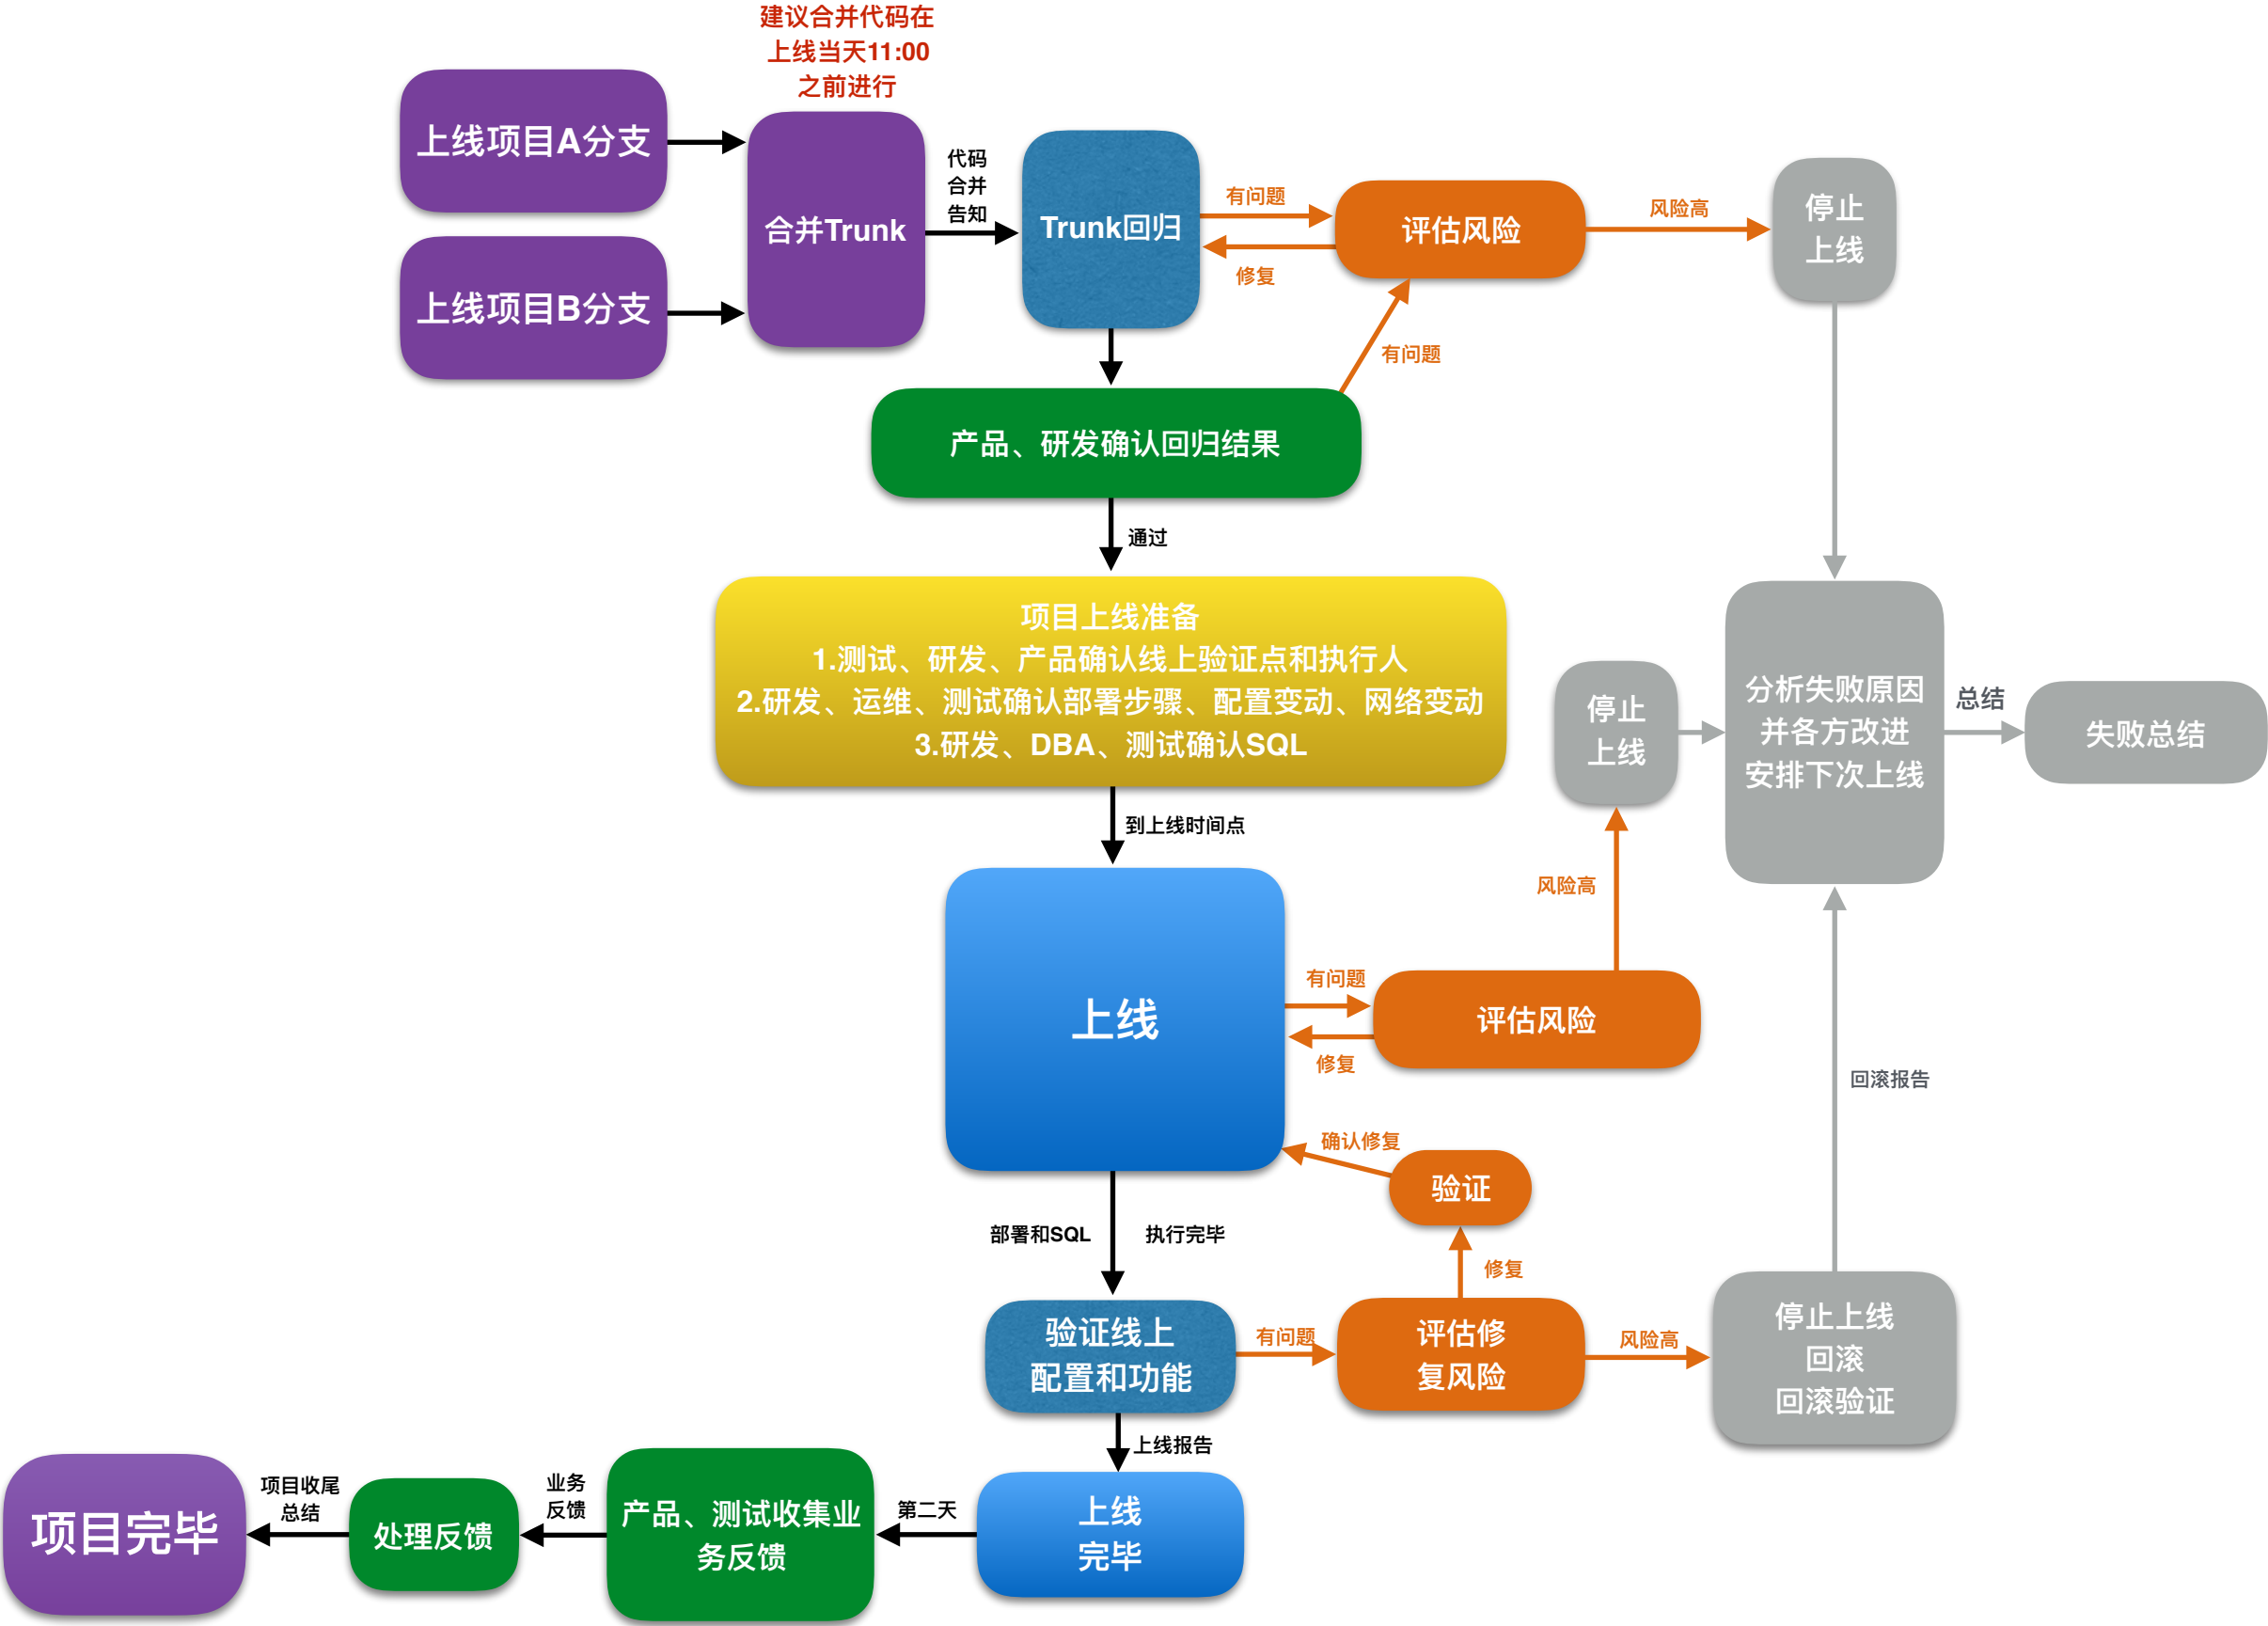 建议合并代码在
上线当天11:00
之前进行
上线项目A分支
上线项目B分支
合并Trunk
代码
合并
告知
Trunk回归
有问题
修复
评估风险
风险高
停止
上线
有问题
产品、研发确认回归结果
通过
项目上线准备
1.测试、研发、产品确认线上验证点和执行人
2.研发、运维、测试确认部署步骤、配置变动、网络变动
3.研发、DBA、测试确认SQL
停止
上线
分析失败原因
并各方改进
安排下次上线
总结
失败总结
到上线时间点
风险高
上线
有问题
修复
评估风险
回滚报告
确认修复
验证
部署和SQL
执行完毕
修复
验证线上
配置和功能
有问题
评估修
复风险
风险高
停止上线
回滚
回滚验证
上线报告
上线
完毕
第二天
产品、测试收集业
务反馈
业务
反馈
处理反馈
项目收尾
总结
项目完毕